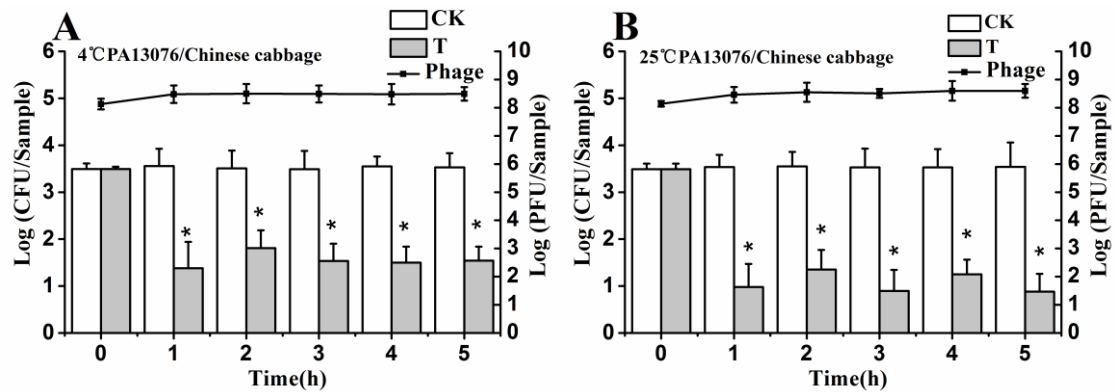 A
4℃PA13076/Chinese cabbage
CK
T
Phage
Log (CFU/Sample)
6
5
4
3
2
1
0
10
9
8
7
6
5
4
3
2
1
0
Log (PFU/Sample)
* * * * *
0 1 2 3 4 5
Time(h)
B
25℃PA13076/Chinese cabbage
CK
T
Phage
Log (CFU/Sample)
6
5
4
3
2
1
0
10
9
8
7
6
5
4
3
2
1
0
Log (PFU/Sample)
* * * * *
0 1 2 3 4 5
Time(h)